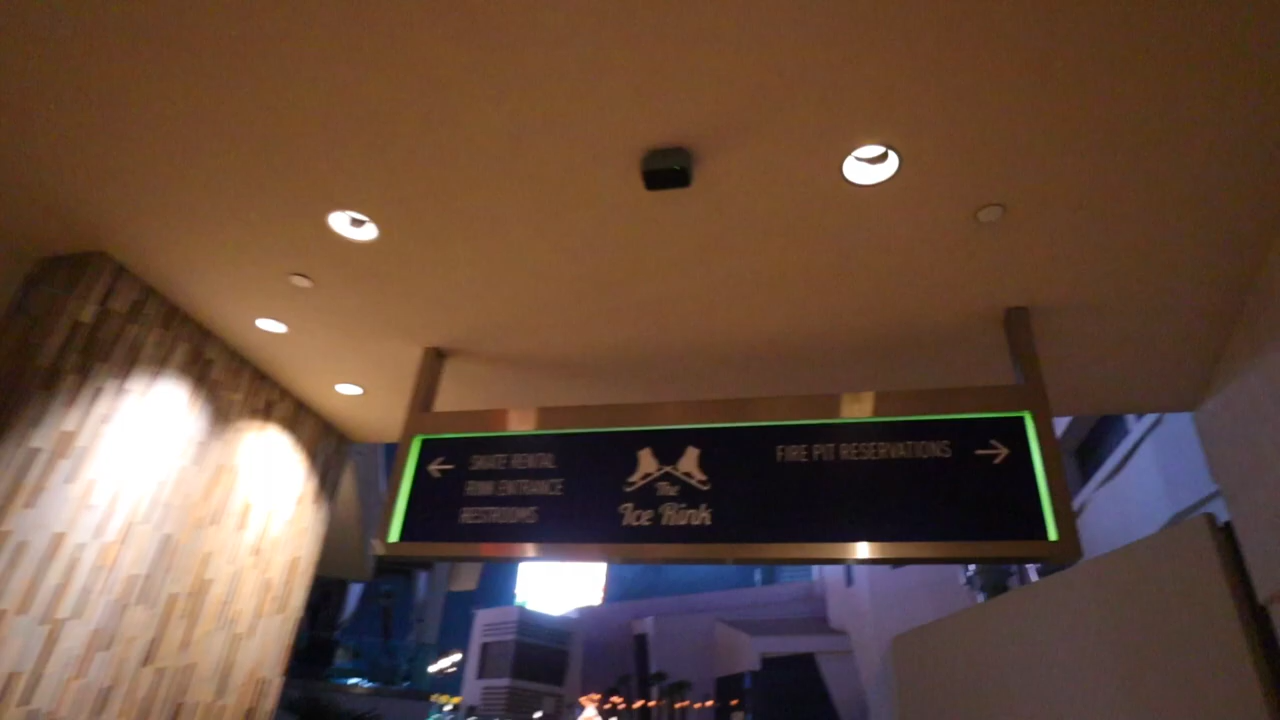 SKATE RENTAL
RINK ENTRANCE
RESTROOMS
The
Ice Rink
FIRE PIT RESERVATIONS